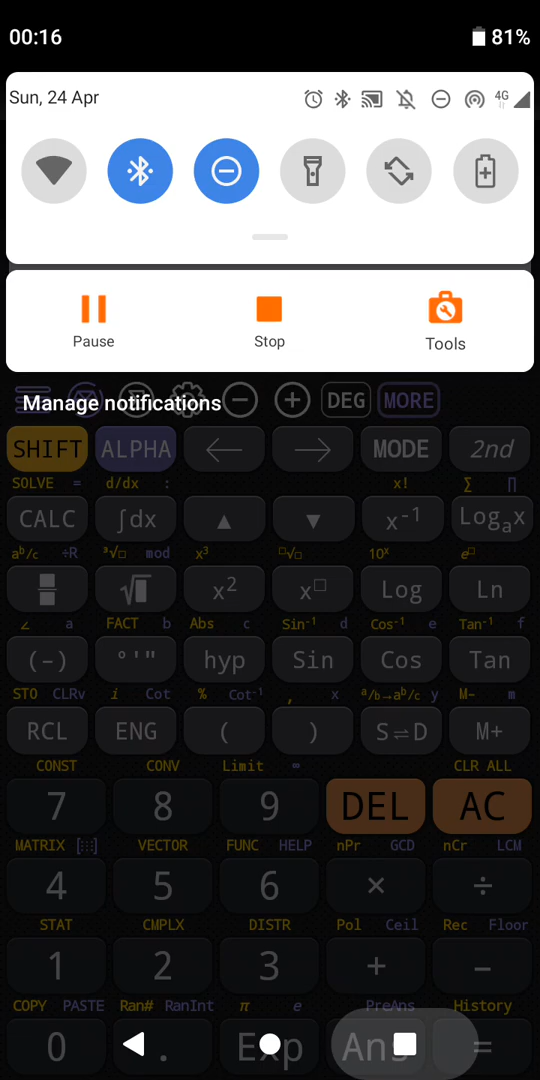 00:16 81%
Sun, 24 Apr 4G
Pause Stop Tools
Manage notifications DEG MORE
SHIFT ALPHA ← → MODE 2nd
SOLVE = d/dx : x! ∑ ∏
CALC ∫dx ▲ ▼ x⁻¹ Logₐx
aᵇ/c ÷R ³√□ mod x³ □√□ 10ˣ e□
√ x² x□ Log Ln
∠ a FACT b Abs c Sin⁻¹ d Cos⁻¹ e Tan⁻¹ f
(−) °'" hyp Sin Cos Tan
STO CLRv i Cot % Cot⁻¹ , x ᵃ/b→aᵇ/c y M− m
RCL ENG ( ) S⇌D M+
CONST CONV Limit = CLR ALL
7 8 9 DEL AC
MATRIX VECTOR FUNC HELP nPr GCD nCr LCM
4 5 6 × ÷
STAT CMPLX DISTR Pol Ceil Rec Floor
1 2 3 + −
COPY PASTE Ran# RanInt π e PreAns History
0 . Exp Ans =